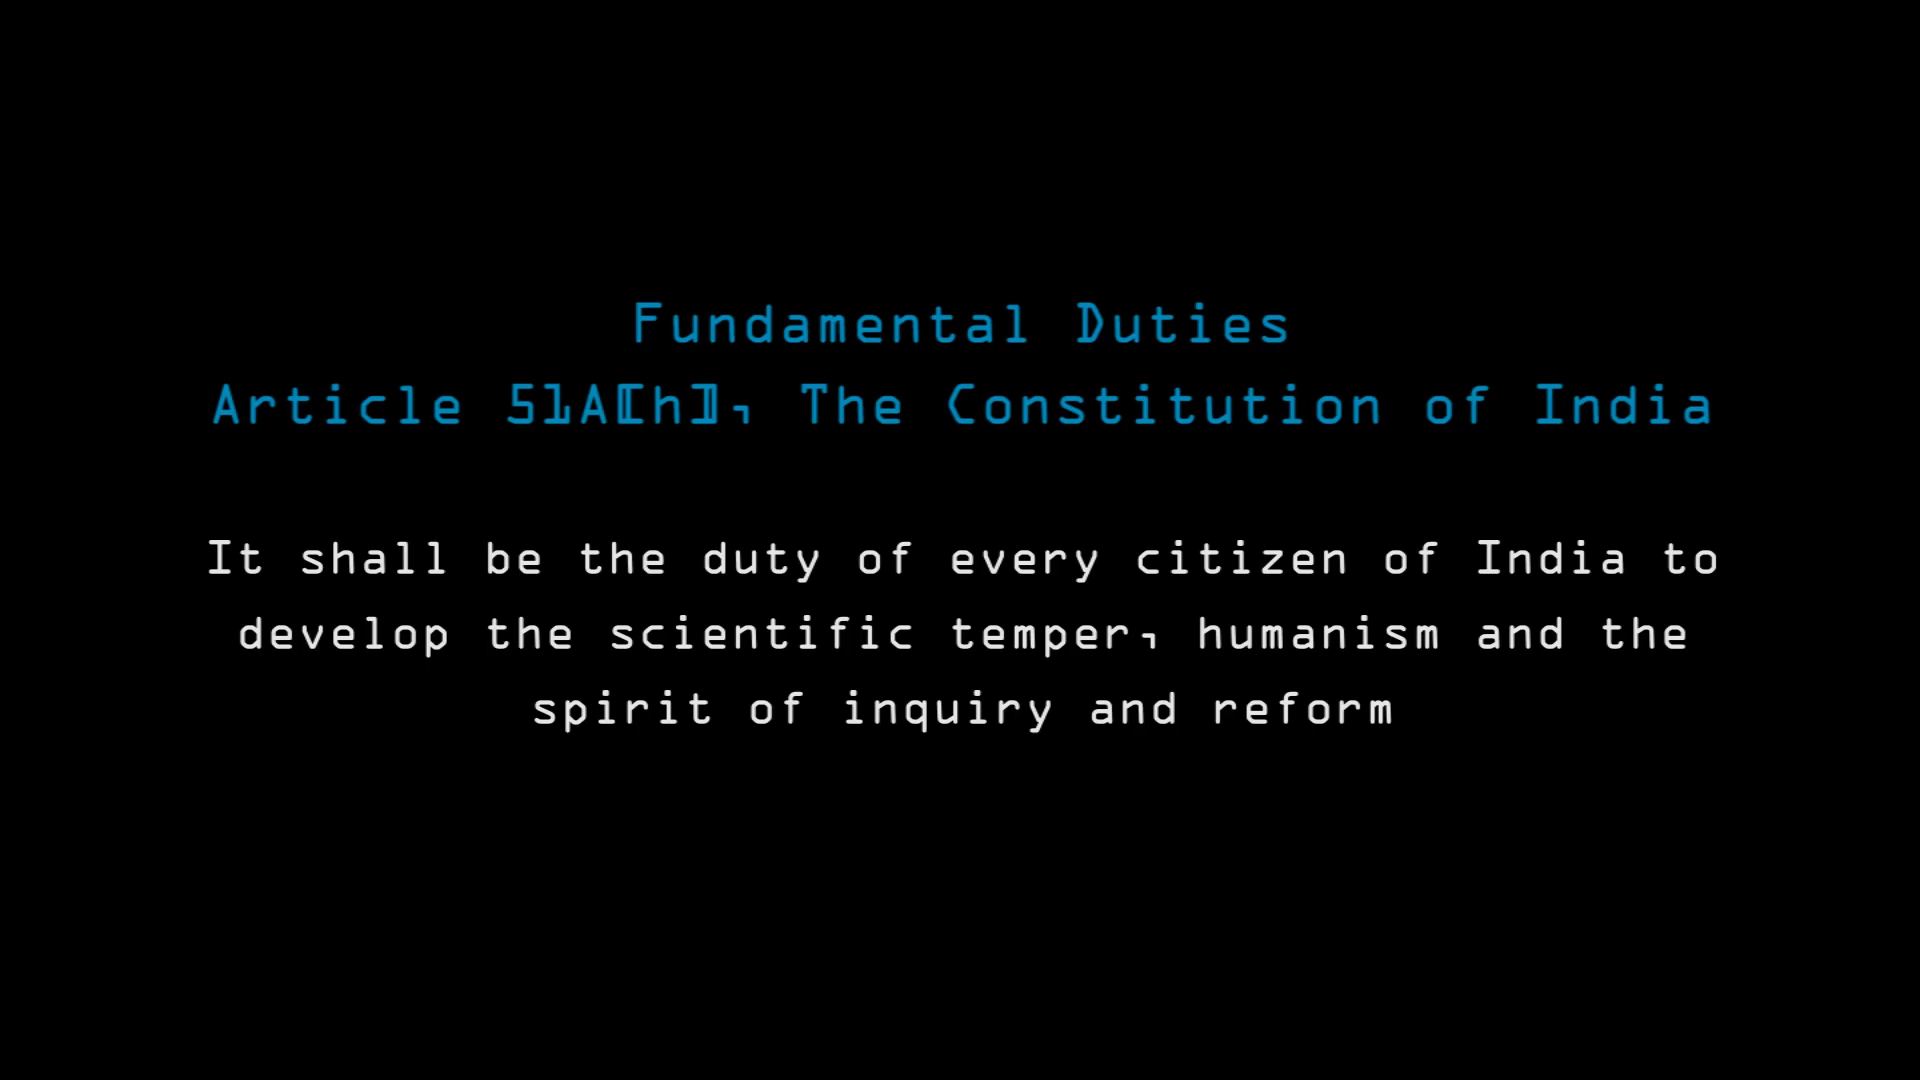 Fundamental Duties
Article 51A[h], The Constitution of India
It shall be the duty of every citizen of India to
develop the scientific temper, humanism and the
spirit of inquiry and reform